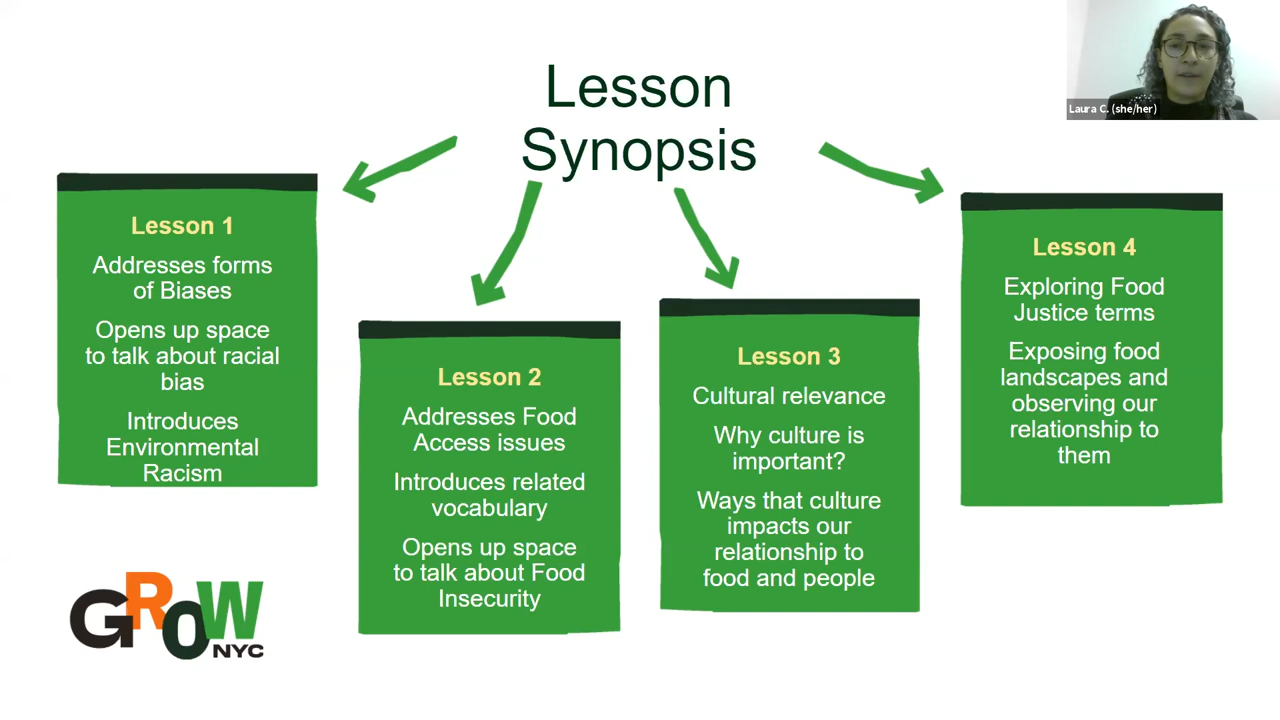 Lesson
Synopsis
Laura C. (she/her)
Lesson 1
Addresses forms
of Biases
Opens up space
to talk about racial
bias
Introduces
Environmental
Racism
Lesson 2
Addresses Food
Access issues
Introduces related
vocabulary
Opens up space
to talk about Food
Insecurity
Lesson 3
Cultural relevance
Why culture is
important?
Ways that culture
impacts our
relationship to
food and people
Lesson 4
Exploring Food
Justice terms
Exposing food
landscapes and
observing our
relationship to
them
GROW
NYC